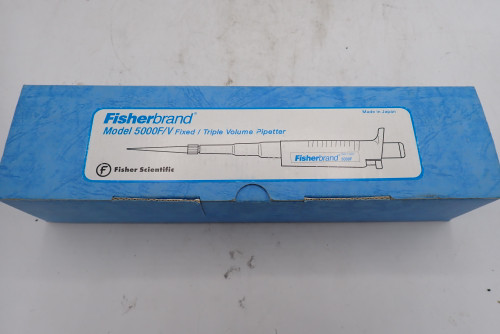 Fisherbrand®
Made in Japan
Model 5000F/V Fixed / Triple Volume Pipetter
Fisherbrand
F Fisher Scientific